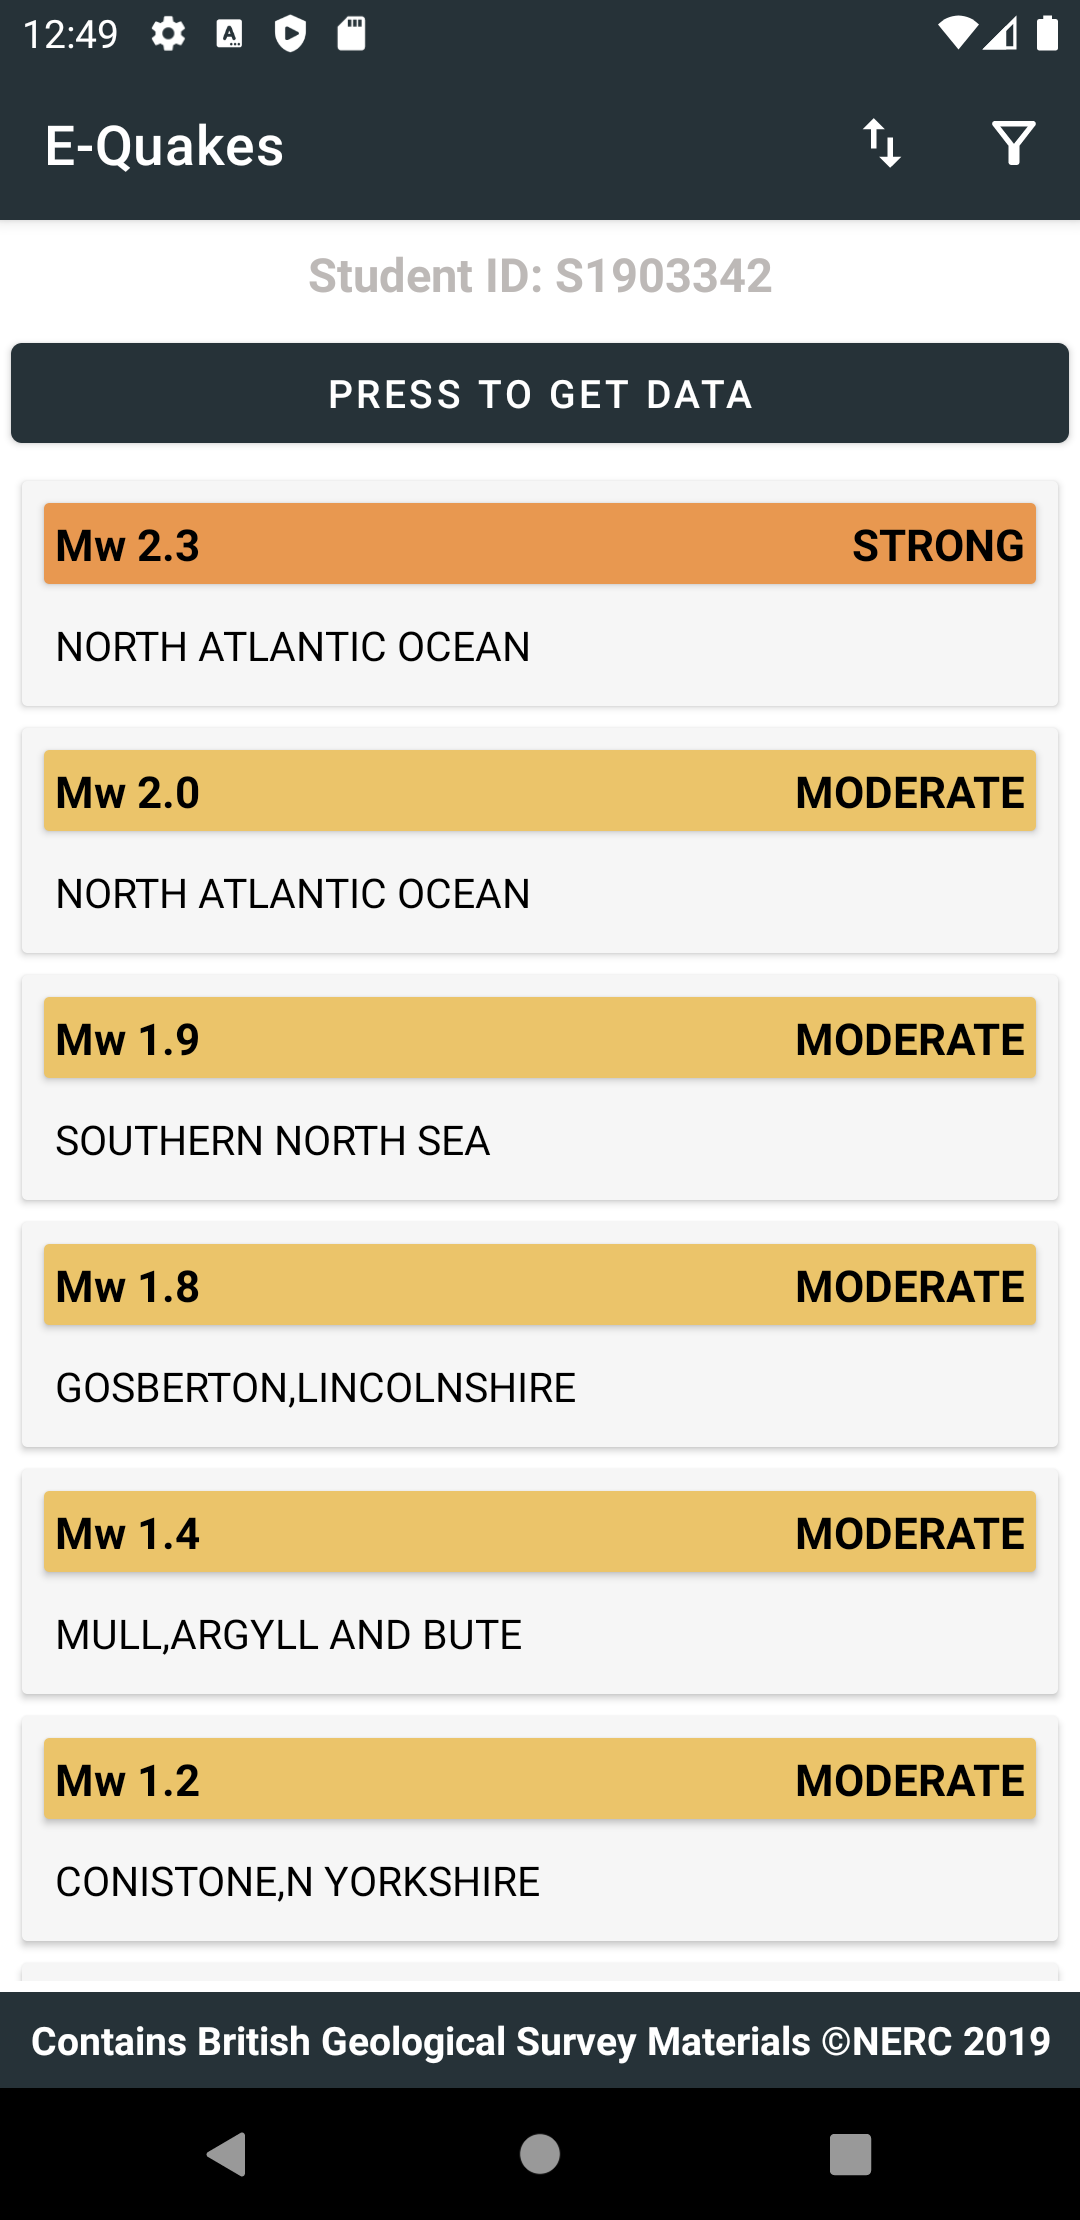 12:49
E-Quakes
Student ID: S1903342
PRESS TO GET DATA
Mw 2.3 STRONG
NORTH ATLANTIC OCEAN
Mw 2.0 MODERATE
NORTH ATLANTIC OCEAN
Mw 1.9 MODERATE
SOUTHERN NORTH SEA
Mw 1.8 MODERATE
GOSBERTON,LINCOLNSHIRE
Mw 1.4 MODERATE
MULL,ARGYLL AND BUTE
Mw 1.2 MODERATE
CONISTONE,N YORKSHIRE
Contains British Geological Survey Materials ©NERC 2019